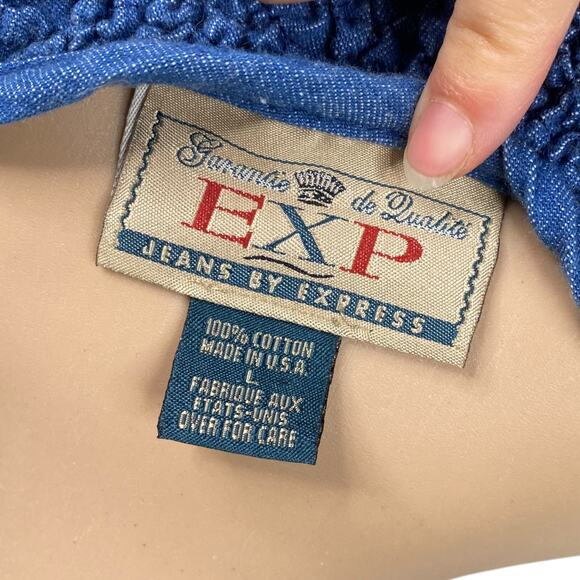 Garantie de Qualité
EXP
JEANS BY EXPRESS
100% COTTON
MADE IN U.S.A
L
FABRIQUE AUX
ETATS-UNIS
OVER FOR CARE